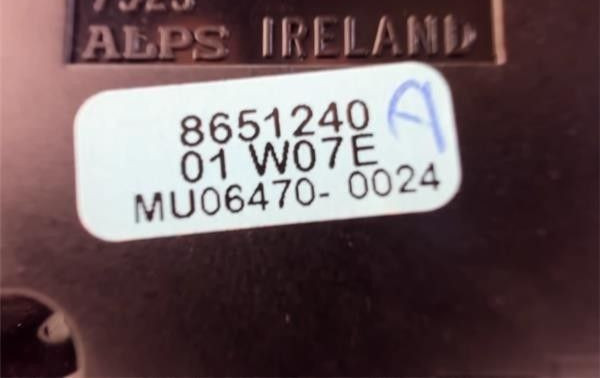 ALPS IRELAND
8651240 A
01 W07E
MU06470- 0024